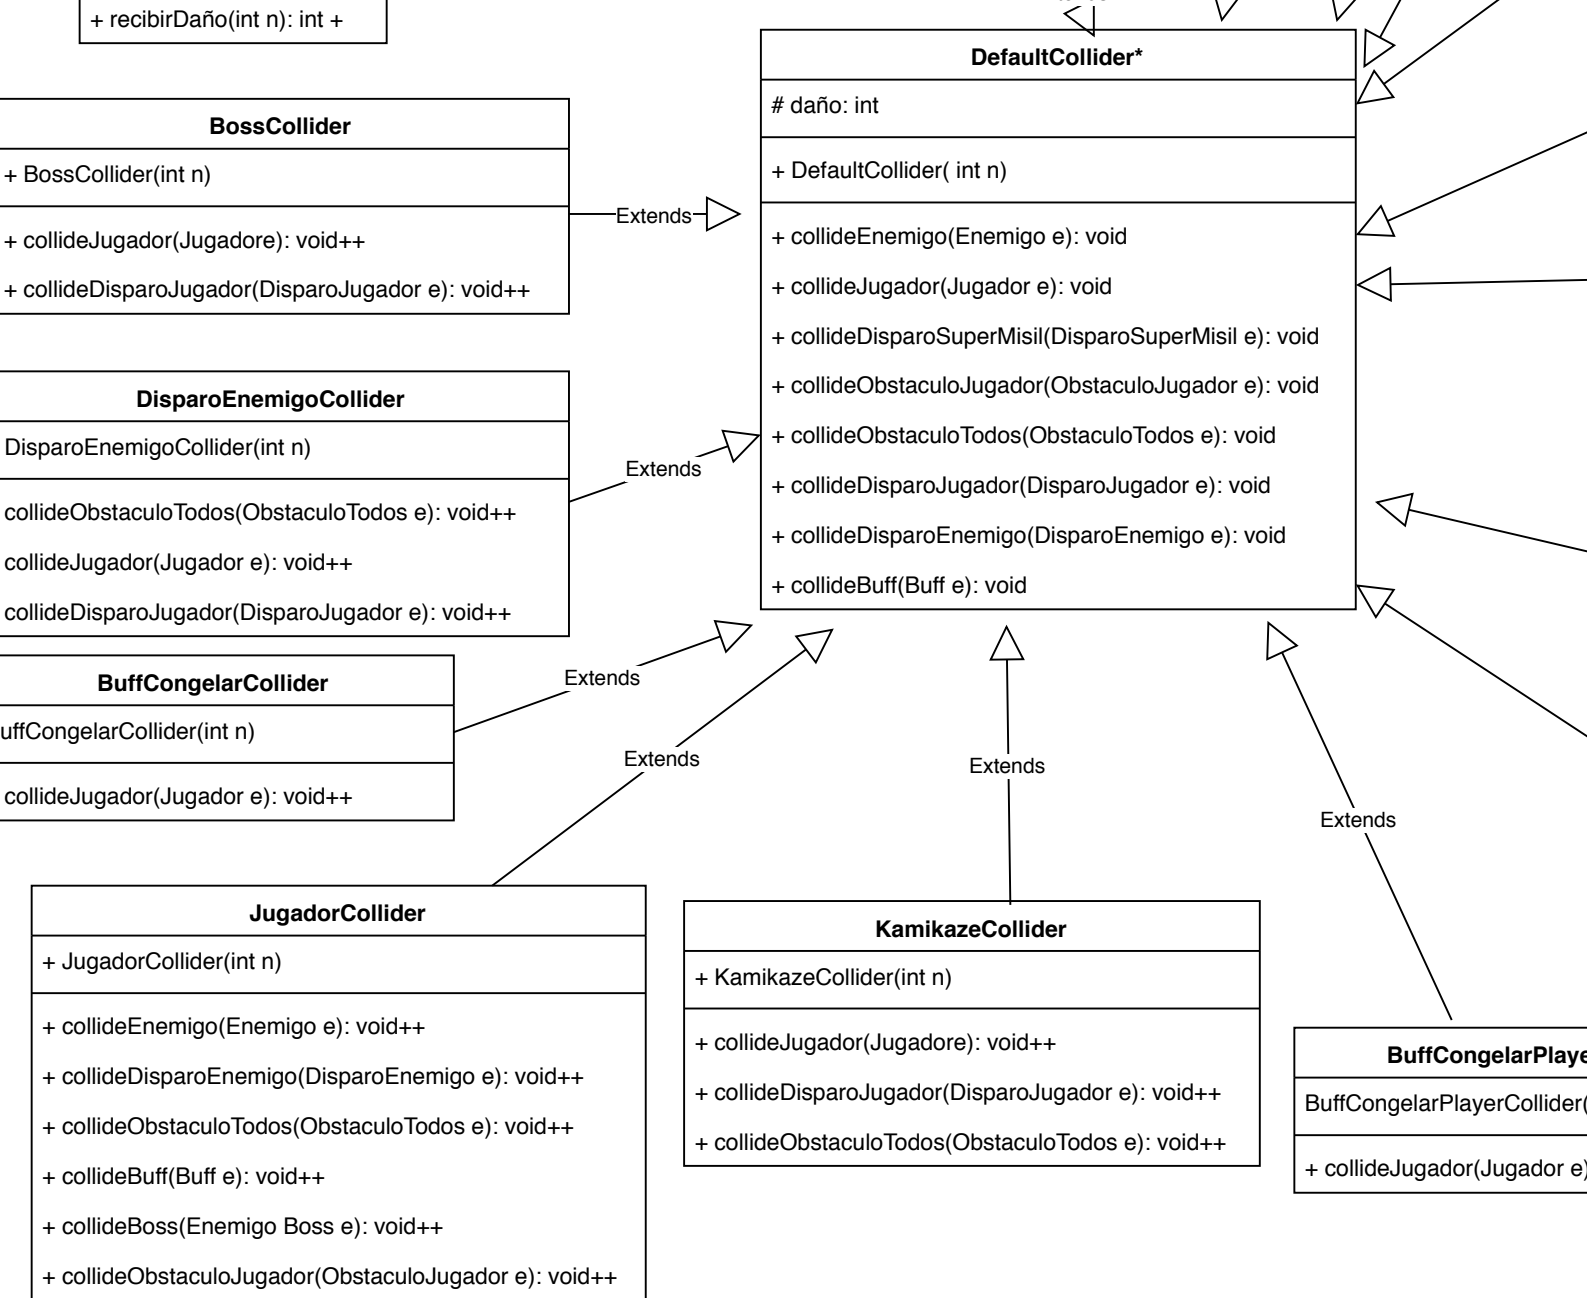 + recibirDaño(int n): int +
BossCollider
+ BossCollider(int n)
+ collideJugador(Jugadore): void++
+ collideDisparoJugador(DisparoJugador e): void++
Extends
DefaultCollider*
# daño: int
+ DefaultCollider( int n)
+ collideEnemigo(Enemigo e): void
+ collideJugador(Jugador e): void
+ collideDisparoSuperMisil(DisparoSuperMisil e): void
+ collideObstaculoJugador(ObstaculoJugador e): void
+ collideObstaculoTodos(ObstaculoTodos e): void
+ collideDisparoJugador(DisparoJugador e): void
+ collideDisparoEnemigo(DisparoEnemigo e): void
+ collideBuff(Buff e): void
DisparoEnemigoCollider
DisparoEnemigoCollider(int n)
collideObstaculoTodos(ObstaculoTodos e): void++
collideJugador(Jugador e): void++
collideDisparoJugador(DisparoJugador e): void++
Extends
BuffCongelarCollider
uffCongelarCollider(int n)
collideJugador(Jugador e): void++
Extends
Extends
Extends
Extends
JugadorCollider
+ JugadorCollider(int n)
+ collideEnemigo(Enemigo e): void++
+ collideDisparoEnemigo(DisparoEnemigo e): void++
+ collideObstaculoTodos(ObstaculoTodos e): void++
+ collideBuff(Buff e): void++
+ collideBoss(Enemigo Boss e): void++
+ collideObstaculoJugador(ObstaculoJugador e): void++
KamikazeCollider
+ KamikazeCollider(int n)
+ collideJugador(Jugadore): void++
+ collideDisparoJugador(DisparoJugador e): void++
+ collideObstaculoTodos(ObstaculoTodos e): void++
BuffCongelarPlaye
BuffCongelarPlayerCollider(
+ collideJugador(Jugador e)